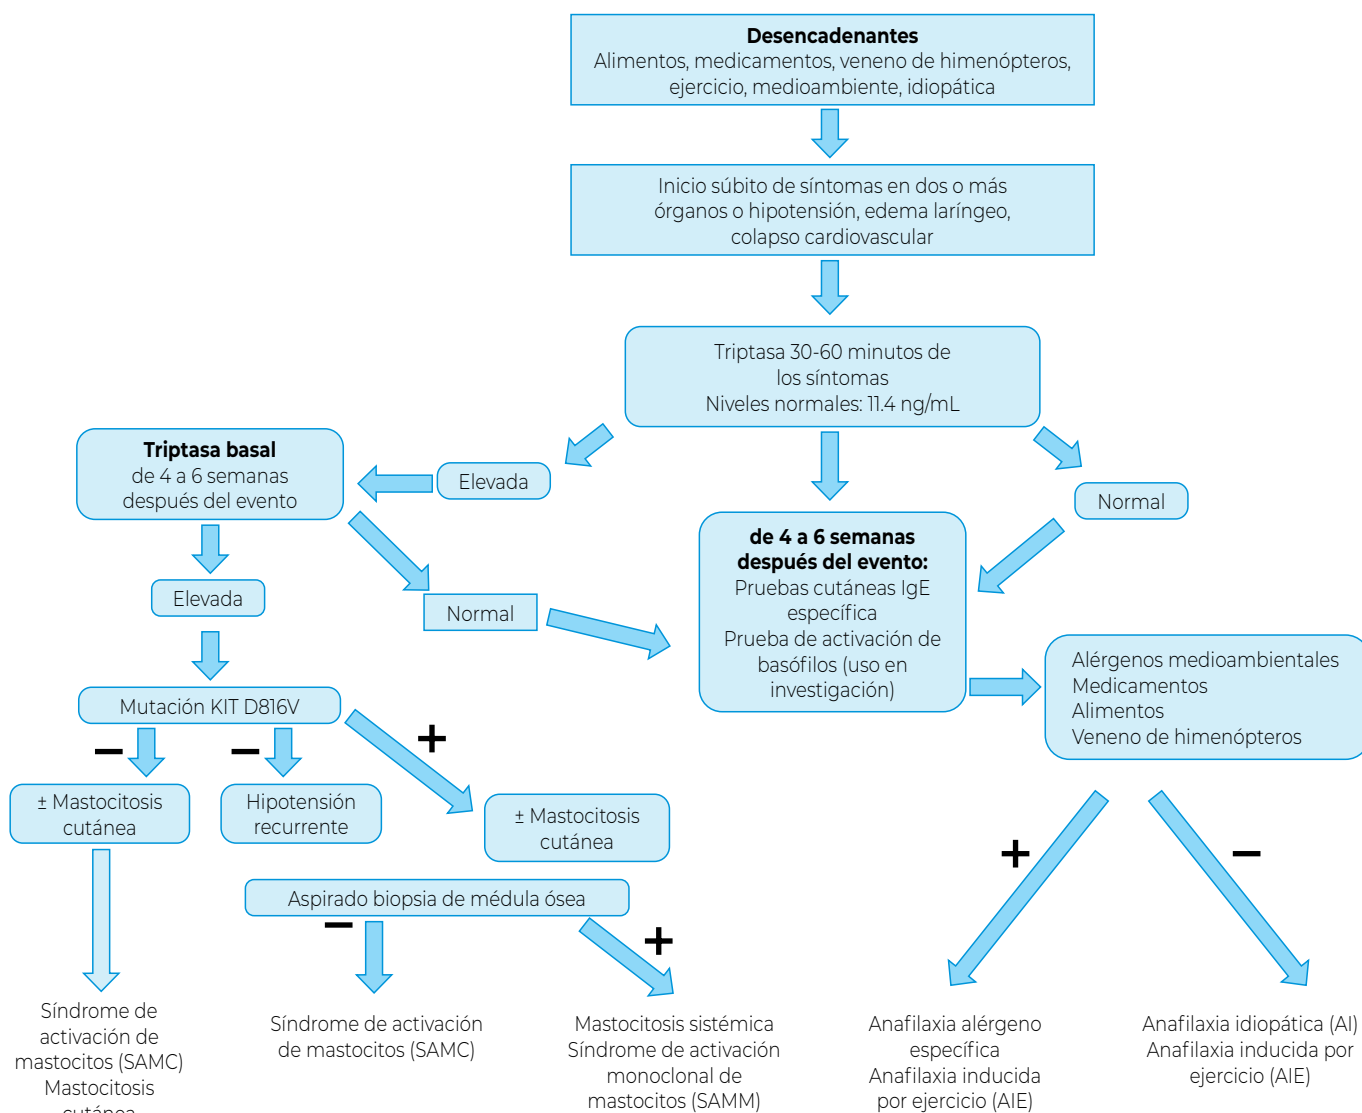 Desencadenantes
Alimentos, medicamentos, veneno de himenópteros,
ejercicio, medioambiente, idiopática
Inicio súbito de síntomas en dos o más
órganos o hipotensión, edema laríngeo,
colapso cardiovascular
Triptasa 30-60 minutos de
los síntomas
Niveles normales: 11.4 ng/mL
Triptasa basal
de 4 a 6 semanas
después del evento
Elevada
Normal
de 4 a 6 semanas
después del evento:
Pruebas cutáneas IgE
específica
Prueba de activación de
basófilos (uso en
investigación)
Elevada
Normal
Alérgenos medioambientales
Medicamentos
Alimentos
Veneno de himenópteros
Mutación KIT D816V
−
−
+
± Mastocitosis
cutánea
Hipotensión
recurrente
± Mastocitosis
cutánea
+
−
Aspirado biopsia de médula ósea
−
+
Síndrome de
activación de
mastocitos (SAMC)
Mastocitosis
cutánea
Síndrome de activación
de mastocitos (SAMC)
Mastocitosis sistémica
Síndrome de activación
monoclonal de
mastocitos (SAMM)
Anafilaxia alérgeno
específica
Anafilaxia inducida
por ejercicio (AIE)
Anafilaxia idiopática (AI)
Anafilaxia inducida por
ejercicio (AIE)